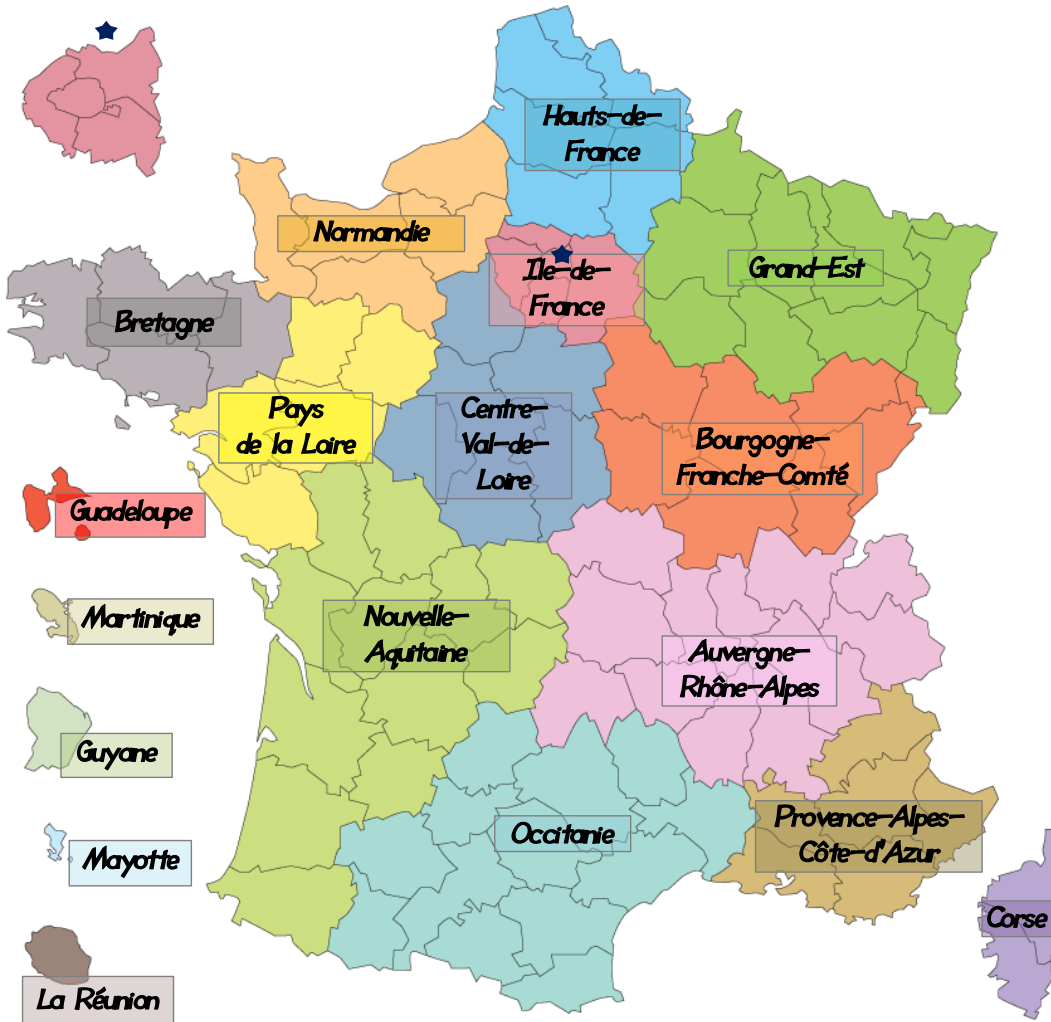 Hauts-de-
France
Normandie
Ile-de-
France
Grand-Est
Bretagne
Pays
de la Loire
Centre-
Val-de-
Loire
Bourgogne-
Franche-Comté
Guadeloupe
Martinique
Nouvelle-
Aquitaine
Auvergne-
Rhône-Alpes
Guyane
Occitanie
Provence-Alpes-
Côte-d'Azur
Mayotte
Corse
La Réunion